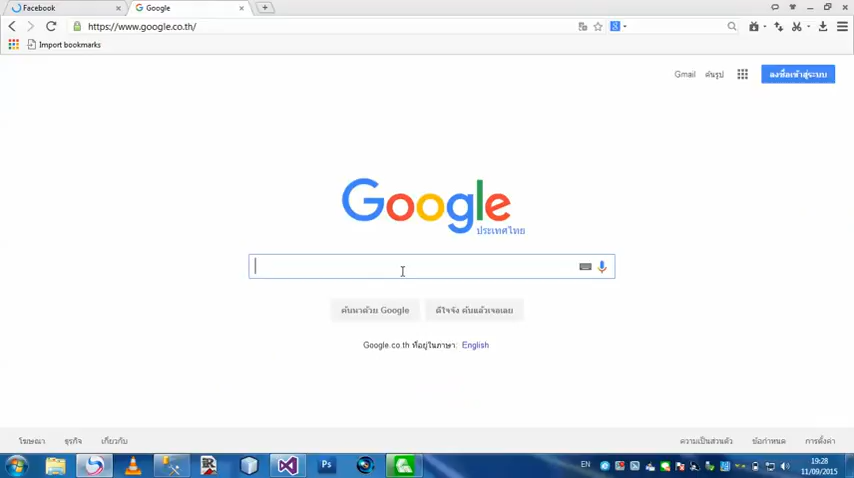 Facebook
Google
https://www.google.co.th/
Import bookmarks
Gmail ค้นรูป ลงชื่อเข้าสู่ระบบ
Google
ประเทศไทย
ค้นหาด้วย Google ดีใจจัง ค้นแล้วเจอเลย
Google.co.th ที่อยู่ในภาษา: English
โฆษณา ธุรกิจ เกี่ยวกับ ความเป็นส่วนตัว ข้อกำหนด การตั้งค่า
Ps EN 19:28
11/09/2015